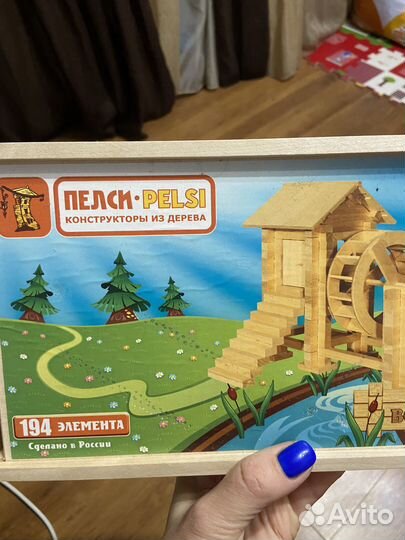 ПЕЛСИ·PELSI
КОНСТРУКТОРЫ ИЗ ДЕРЕВА
194 ЭЛЕМЕНТА
Сделано в России
Avito